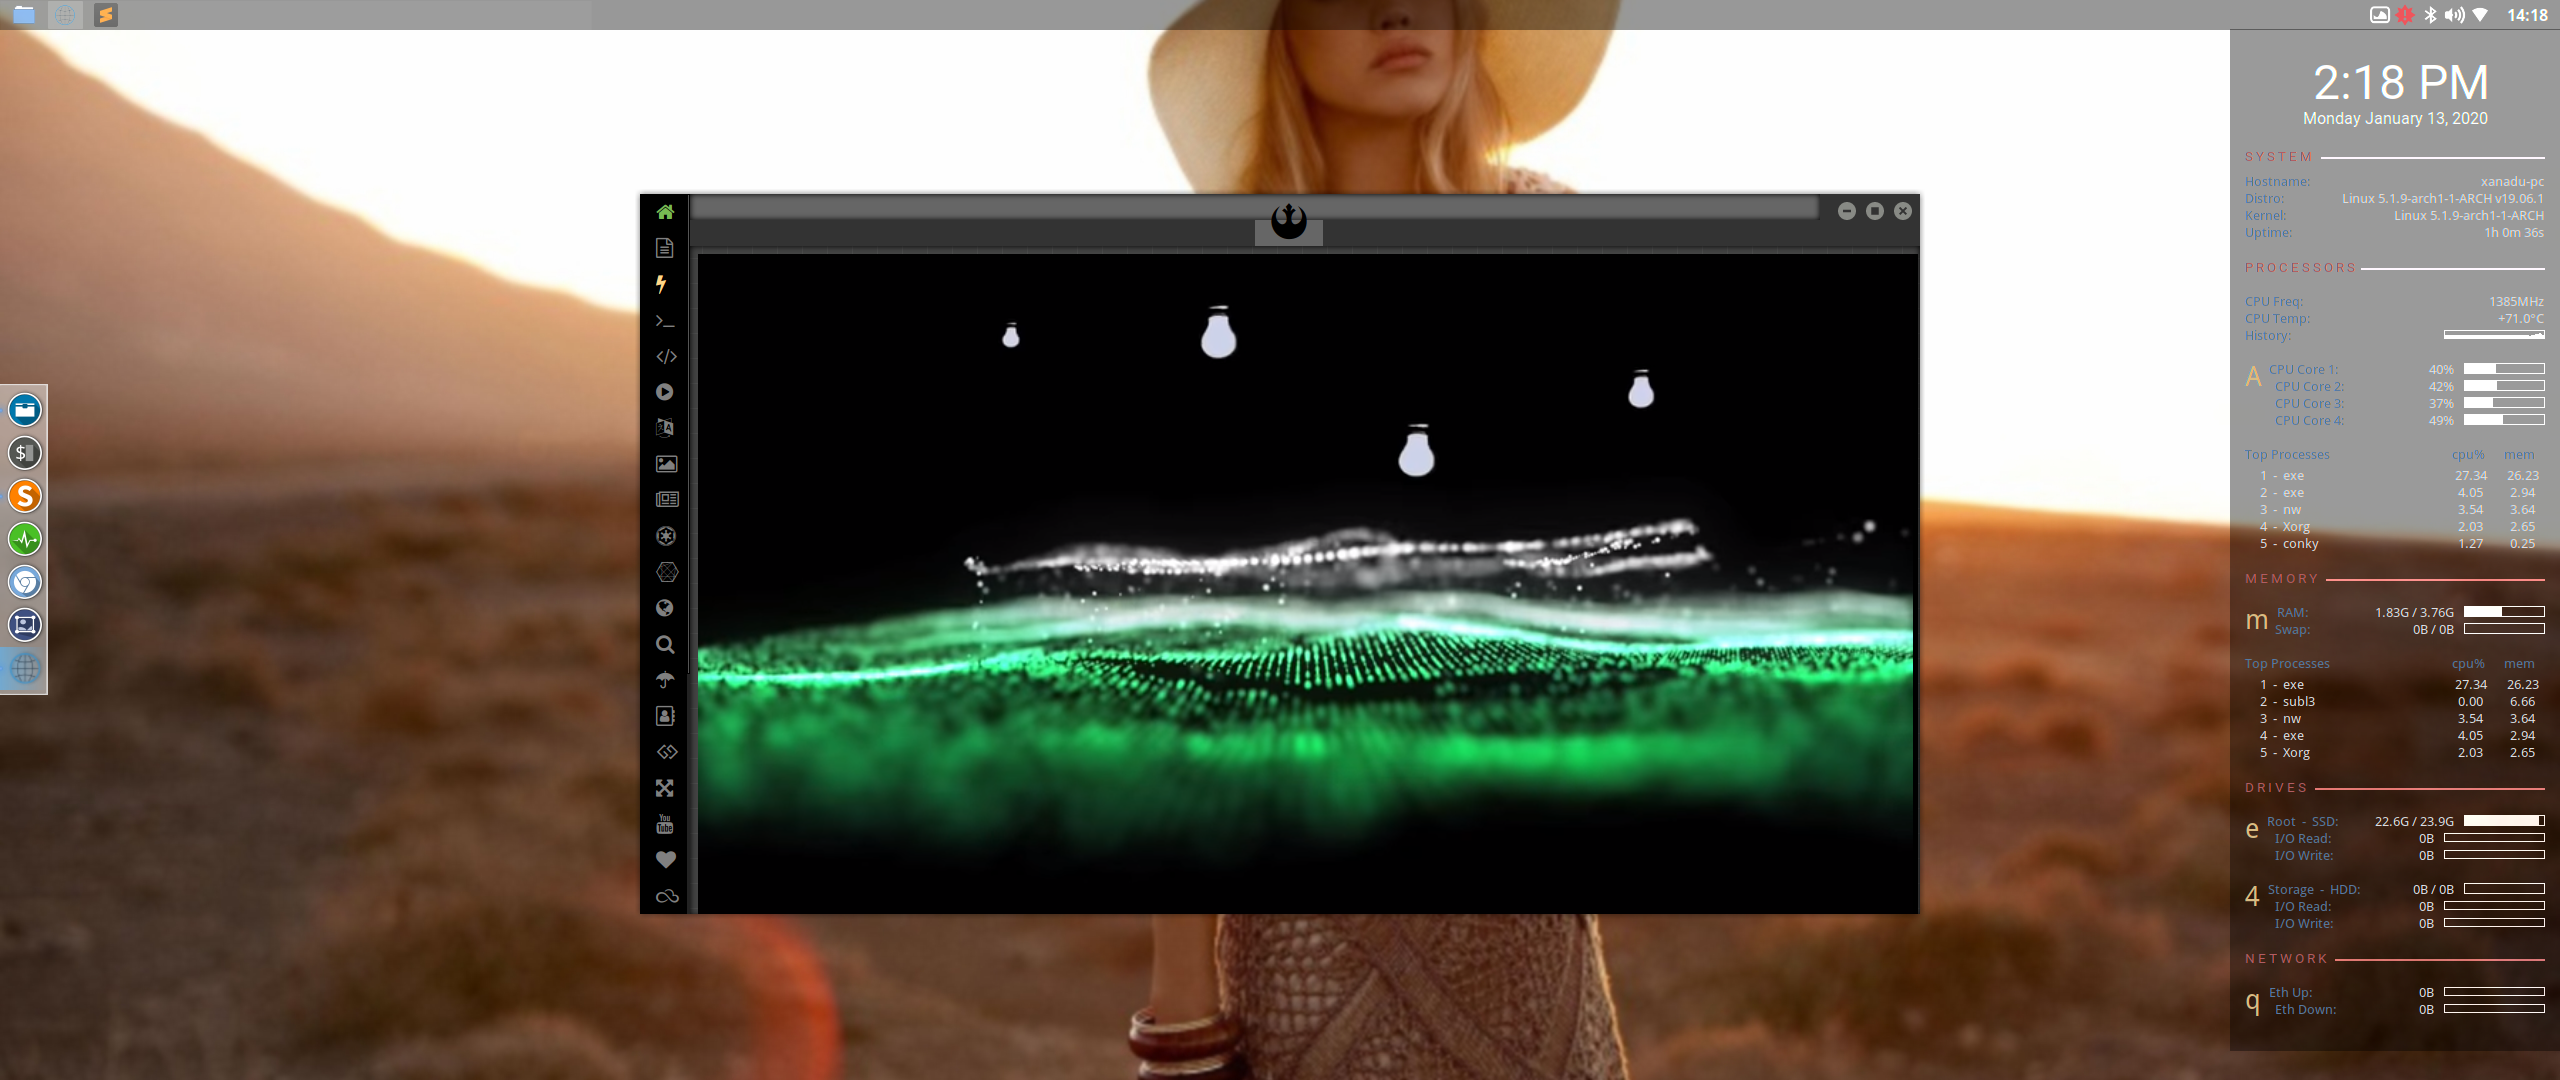 14:18
2:18 PM
Monday January 13, 2020
SYSTEM
Hostname: xanadu-pc
Distro: Linux 5.1.9-arch1-1-ARCH v19.06.1
Kernel: Linux 5.1.9-arch1-1-ARCH
Uptime: 1h 0m 36s
PROCESSORS
CPU Freq: 1385MHz
CPU Temp: +71.0°C
History:
A CPU Core 1: 40%
CPU Core 2: 42%
CPU Core 3: 37%
CPU Core 4: 49%
Top Processes cpu% mem
1 - exe 27.34 26.23
2 - exe 4.05 2.94
3 - nw 3.54 3.64
4 - Xorg 2.03 2.65
5 - conky 1.27 0.25
MEMORY
m RAM: 1.83G / 3.76G
Swap: 0B / 0B
Top Processes cpu% mem
1 - exe 27.34 26.23
2 - subl3 0.00 6.66
3 - nw 3.54 3.64
4 - exe 4.05 2.94
5 - Xorg 2.03 2.65
DRIVES
e Root - SSD: 22.6G / 23.9G
I/O Read: 0B
I/O Write: 0B
4 Storage - HDD: 0B / 0B
I/O Read: 0B
I/O Write: 0B
NETWORK
q Eth Up: 0B
Eth Down: 0B
You
Tube
$
S